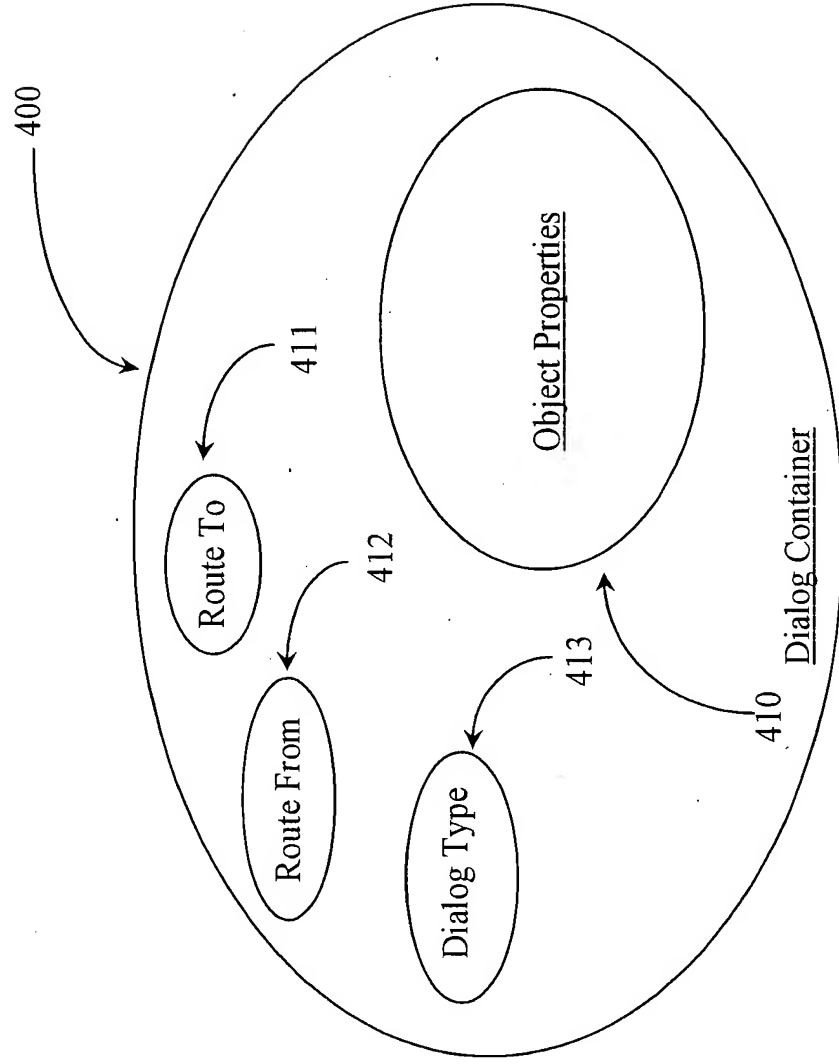 400
Route To
411
Route From
412
Dialog Type
413
Object Properties
410
Dialog Container